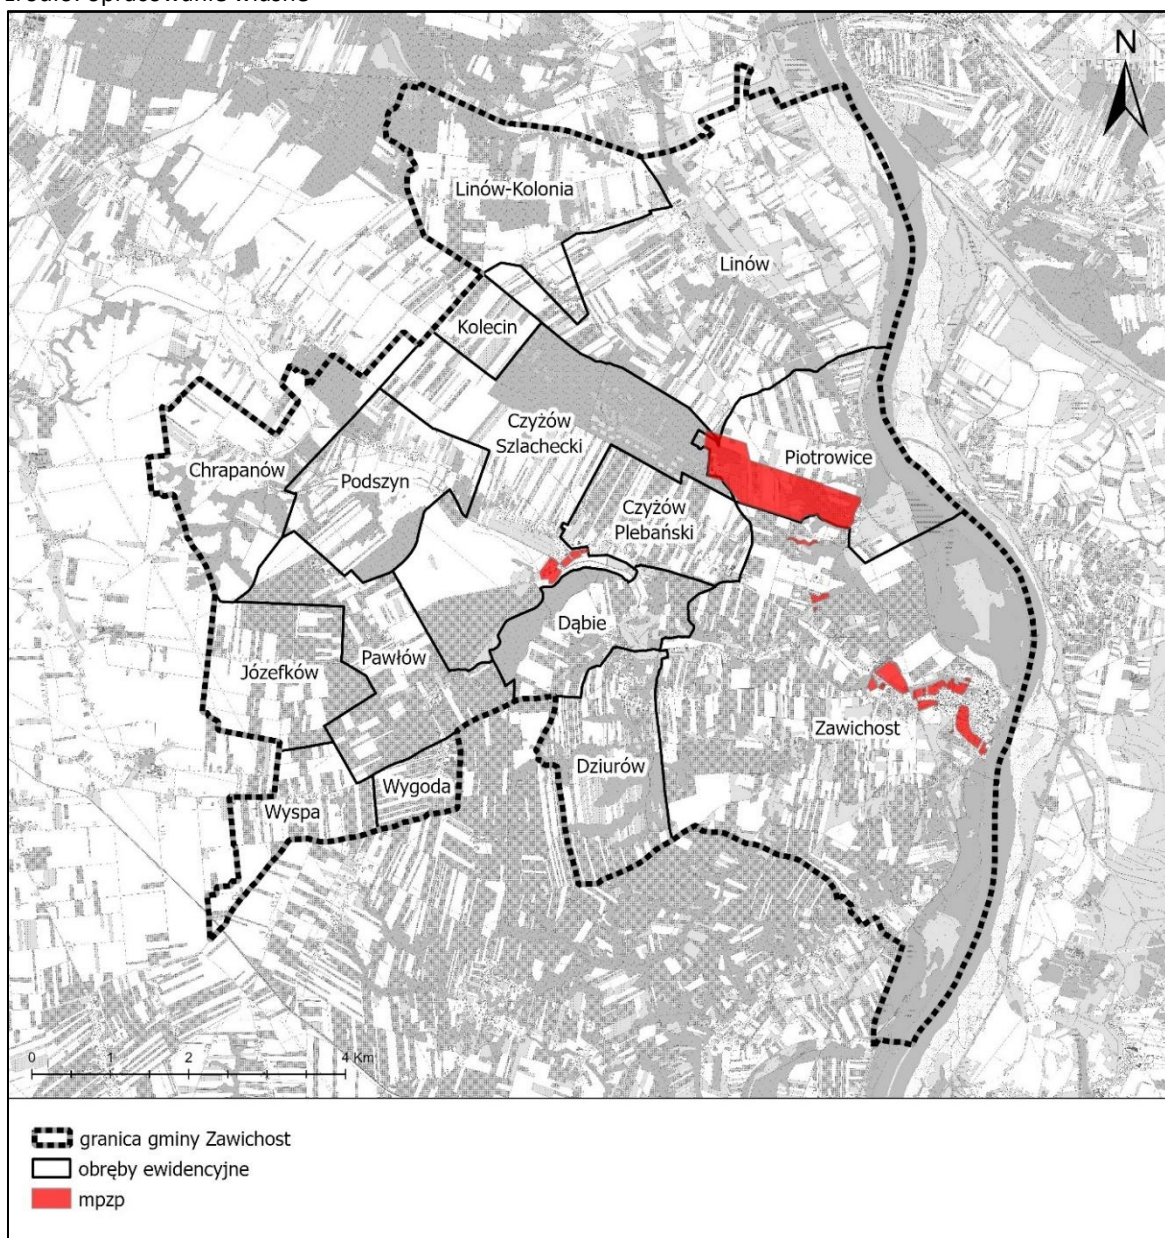 źródło: opracowanie własne
N
Linów-Kolonia
Linów
Kolecin
Czyżów
Szlachecki
Chrapanów
Podszyn
Piotrowice
Czyżów
Plebański
Dąbie
Józefków
Pawłów
Zawichost
Dziurów
Wygoda
Wyspa
0 1 2 4 Km
granica gminy Zawichost
obręby ewidencyjne
mpzp